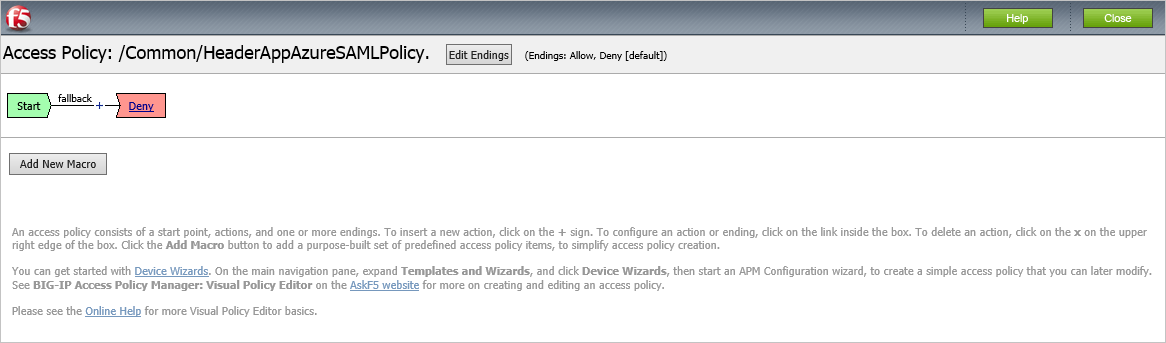 f5
Help
Close
Access Policy: /Common/HeaderAppAzureSAMLPolicy.
Edit Endings
(Endings: Allow, Deny [default])
Start
fallback
+
Deny
Add New Macro
An access policy consists of a start point, actions, and one or more endings. To insert a new action, click on the + sign. To configure an action or ending, click on the link inside the box. To delete an action, click on the x on the upper
right edge of the box. Click the Add Macro button to add a purpose-built set of predefined access policy items, to simplify access policy creation.
You can get started with Device Wizards. On the main navigation pane, expand Templates and Wizards, and click Device Wizards, then start an APM Configuration wizard, to create a simple access policy that you can later modify.
See BIG-IP Access Policy Manager: Visual Policy Editor on the AskF5 website for more on creating and editing an access policy.
Please see the Online Help for more Visual Policy Editor basics.